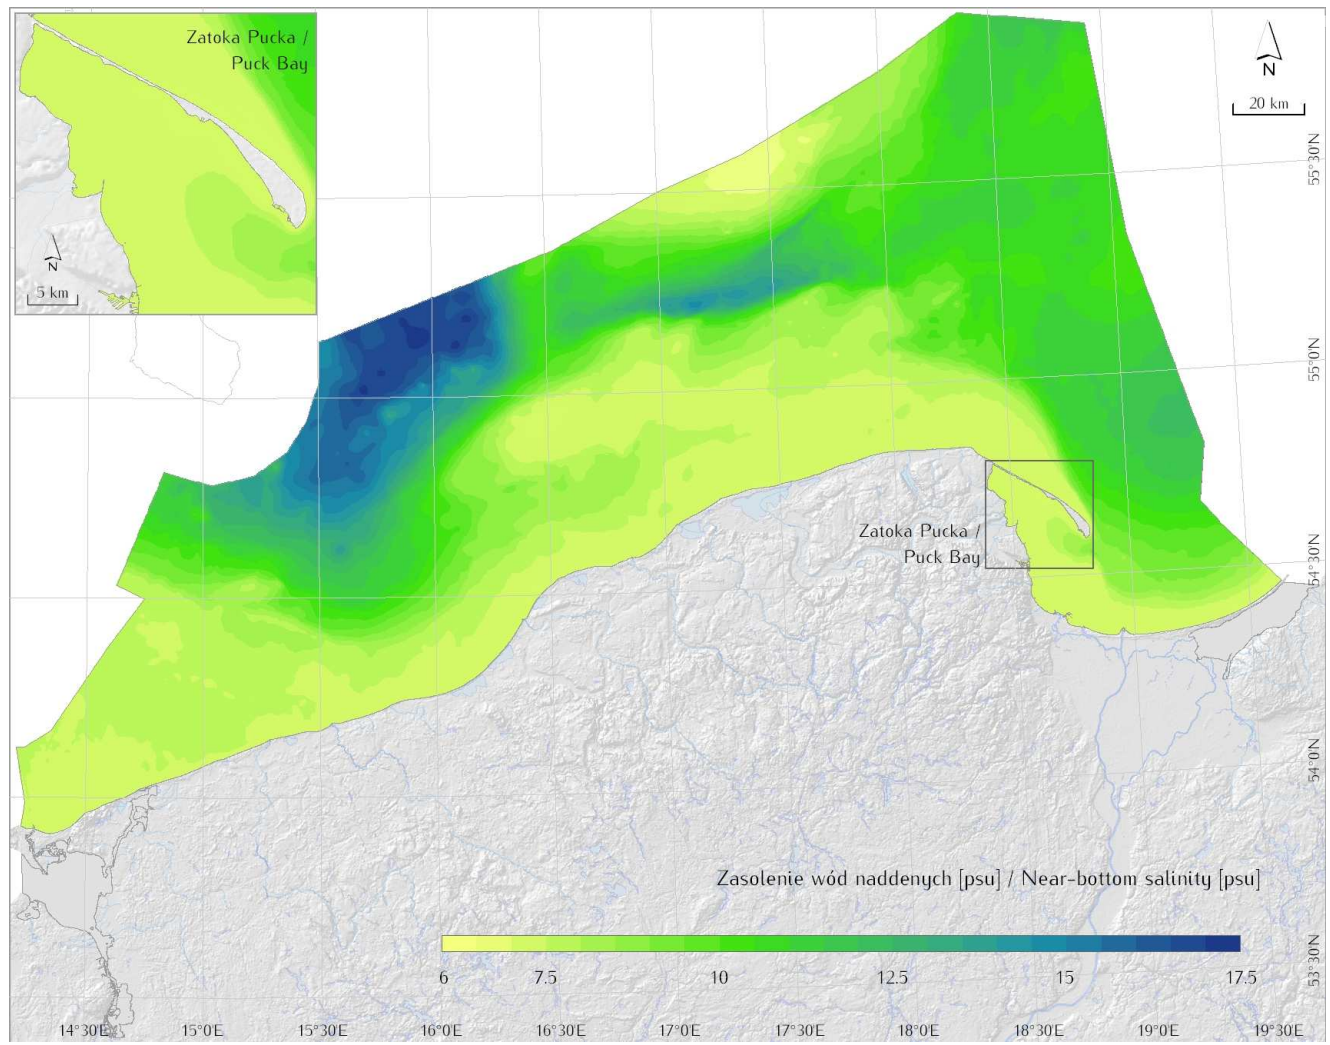 Zatoka Pucka /
Puck Bay
N
5 km
N
20 km
55°30'N
55°0'N
54°30'N
54°0'N
53°30'N
Zatoka Pucka /
Puck Bay
Zasolenie wód naddenych [psu] / Near-bottom salinity [psu]
6 7.5 10 12.5 15 17.5
14°30'E 15°0'E 15°30'E 16°0'E 16°30'E 17°0'E 17°30'E 18°0'E 18°30'E 19°0'E 19°30'E